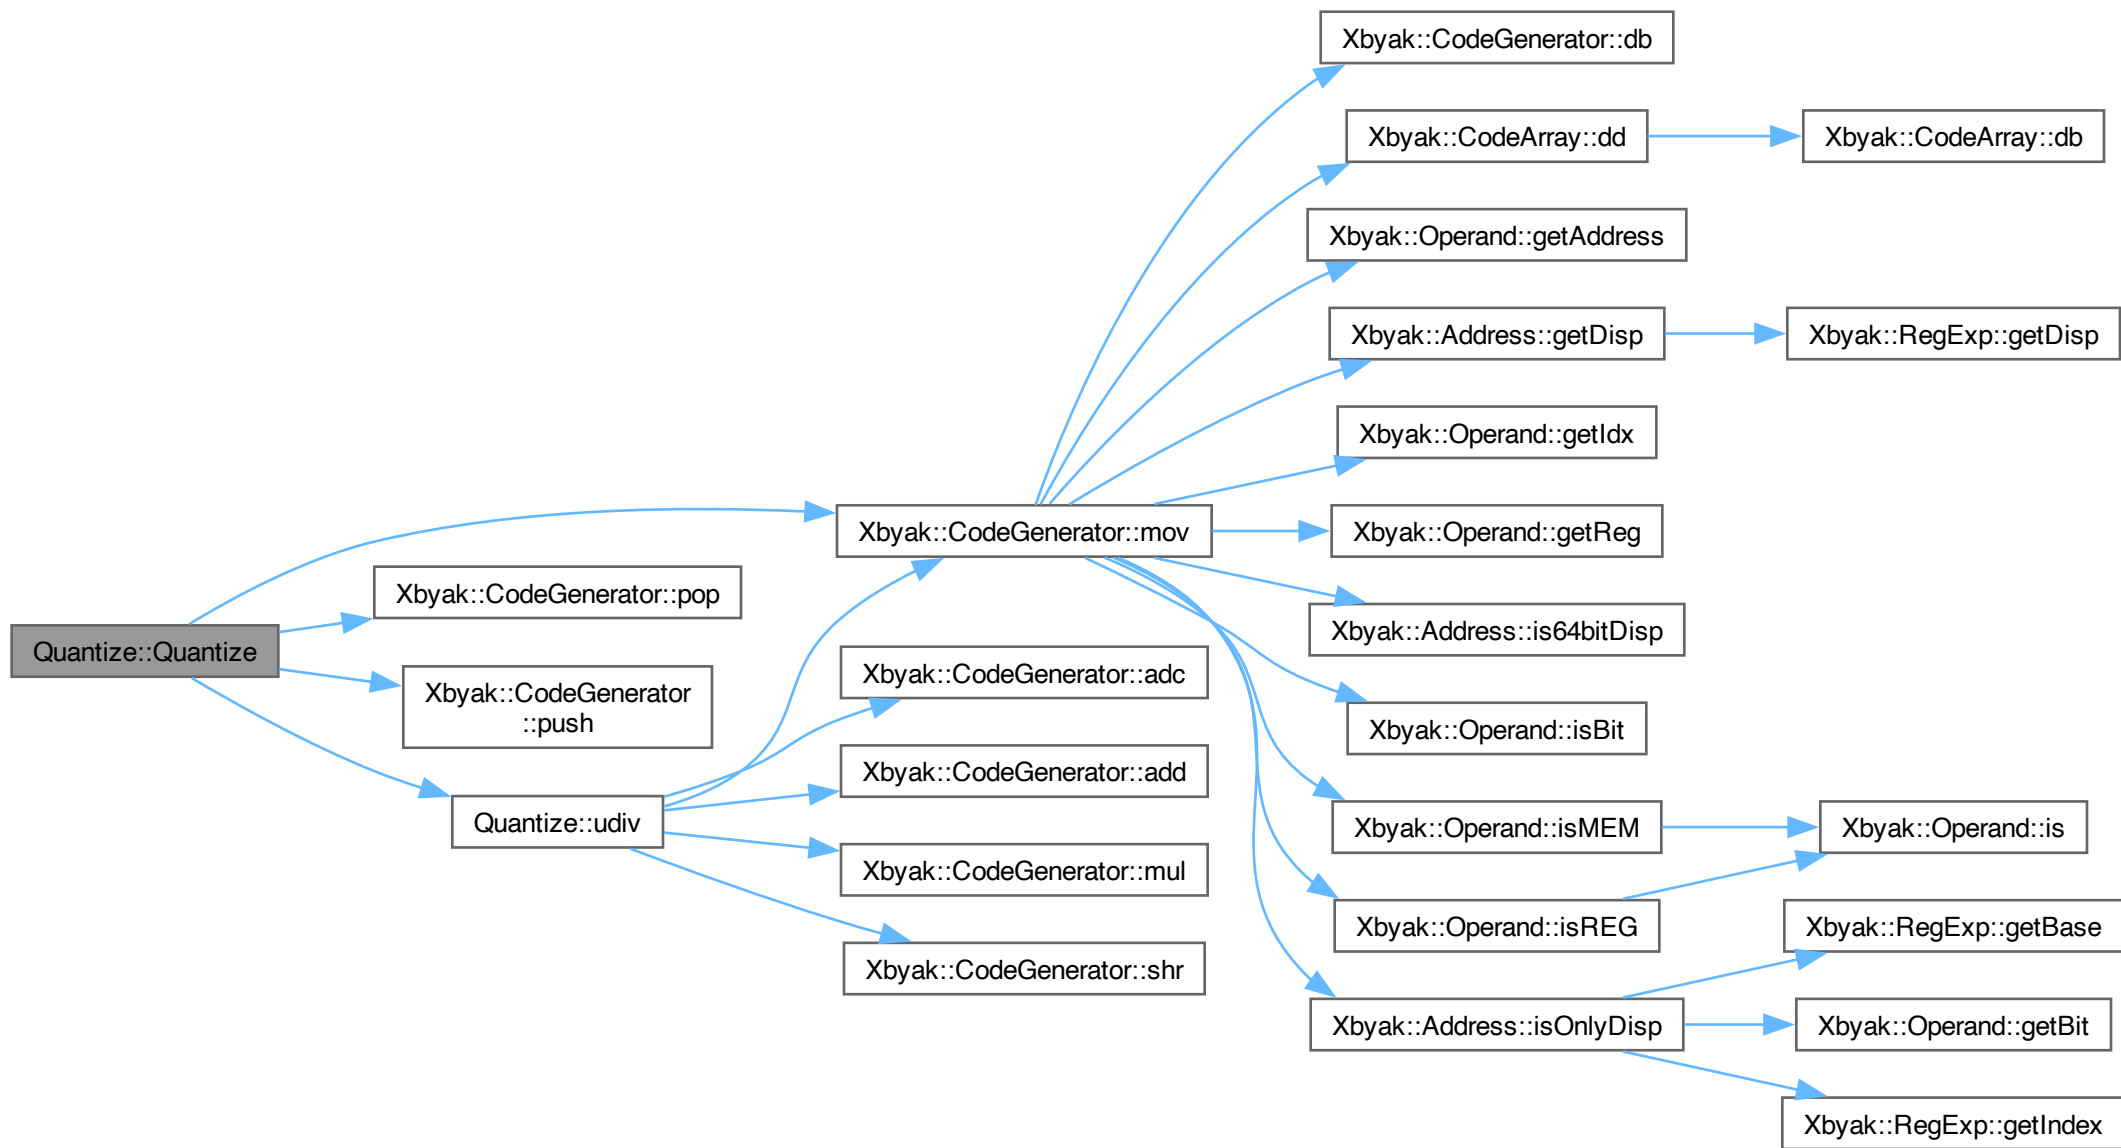 Xbyak::CodeGenerator::db
Xbyak::CodeArray::dd
Xbyak::CodeArray::db
Xbyak::Operand::getAddress
Xbyak::Address::getDisp
Xbyak::RegExp::getDisp
Xbyak::Operand::getIdx
Xbyak::CodeGenerator::mov
Xbyak::Operand::getReg
Xbyak::CodeGenerator::pop
Quantize::Quantize
Xbyak::Address::is64bitDisp
Xbyak::CodeGenerator::adc
Xbyak::CodeGenerator
::push
Xbyak::Operand::isBit
Xbyak::CodeGenerator::add
Quantize::udiv
Xbyak::Operand::isMEM
Xbyak::Operand::is
Xbyak::CodeGenerator::mul
Xbyak::Operand::isREG
Xbyak::RegExp::getBase
Xbyak::CodeGenerator::shr
Xbyak::Address::isOnlyDisp
Xbyak::Operand::getBit
Xbyak::RegExp::getIndex